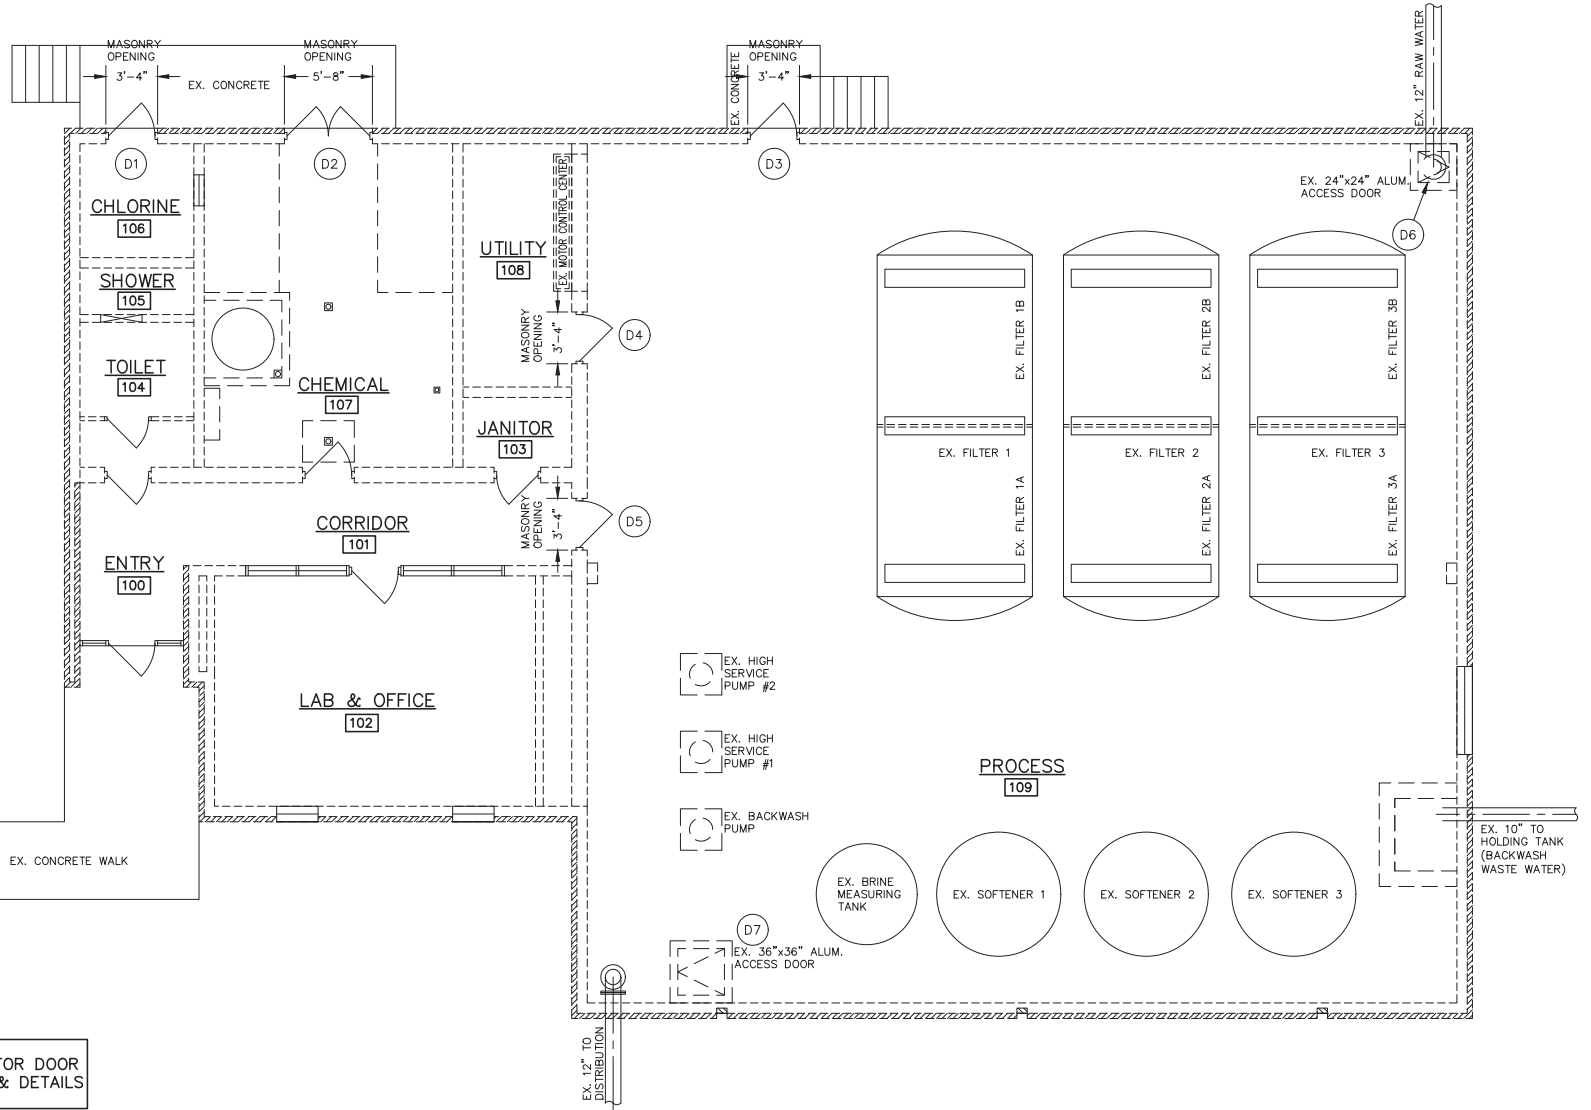 MASONRY
OPENING
3'-4"
EX. CONCRETE
MASONRY
OPENING
5'-8"
EX. CONCRETE
MASONRY
OPENING
3'-4"
EX. 12" RAW WATER
D1
D2
D3
EX. 24"x24" ALUM.
ACCESS DOOR
D6
CHLORINE
106
SHOWER
105
TOILET
104
CHEMICAL
107
UTILITY
108
EX. MOTOR CONTROL CENTER
MASONRY
OPENING
3'-4"
D4
JANITOR
103
MASONRY
OPENING
3'-4"
D5
CORRIDOR
101
ENTRY
100
LAB & OFFICE
102
EX. FILTER 1B
EX. FILTER 2B
EX. FILTER 3B
EX. FILTER 1
EX. FILTER 2
EX. FILTER 3
EX. FILTER 1A
EX. FILTER 2A
EX. FILTER 3A
EX. HIGH
SERVICE
PUMP #2
EX. HIGH
SERVICE
PUMP #1
EX. BACKWASH
PUMP
PROCESS
109
EX. 10" TO
HOLDING TANK
(BACKWASH
WASTE WATER)
EX. CONCRETE WALK
EX. BRINE
MEASURING
TANK
EX. SOFTENER 1
EX. SOFTENER 2
EX. SOFTENER 3
D7
EX. 36"x36" ALUM.
ACCESS DOOR
EX. 12" TO
DISTRIBUTION
TOR DOOR
& DETAILS